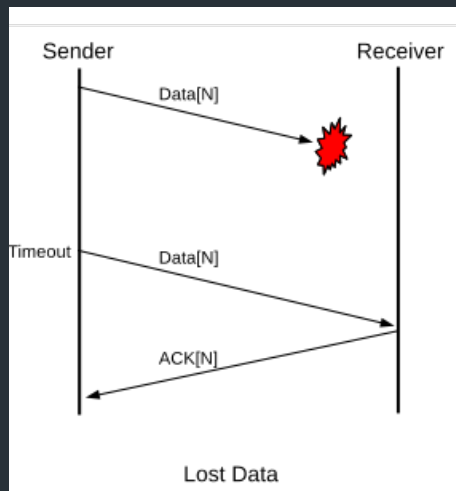 Sender Receiver
Data[N]
Timeout Data[N]
ACK[N]
Lost Data